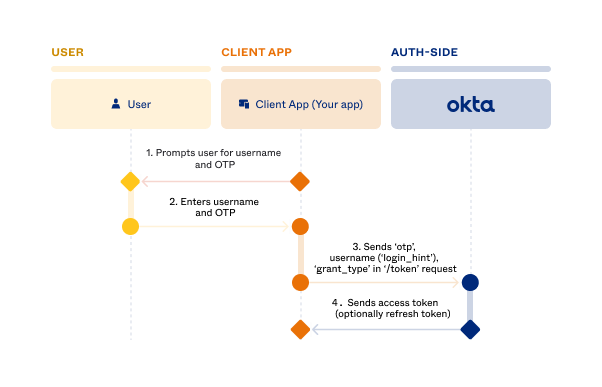 USER
CLIENT APP
AUTH-SIDE
User
Client App (Your app)
okta
1. Prompts user for username
and OTP
2. Enters username
and OTP
3. Sends ‘otp’,
username (‘login_hint’),
‘grant_type’ in ‘/token’ request
4. Sends access token
(optionally refresh token)